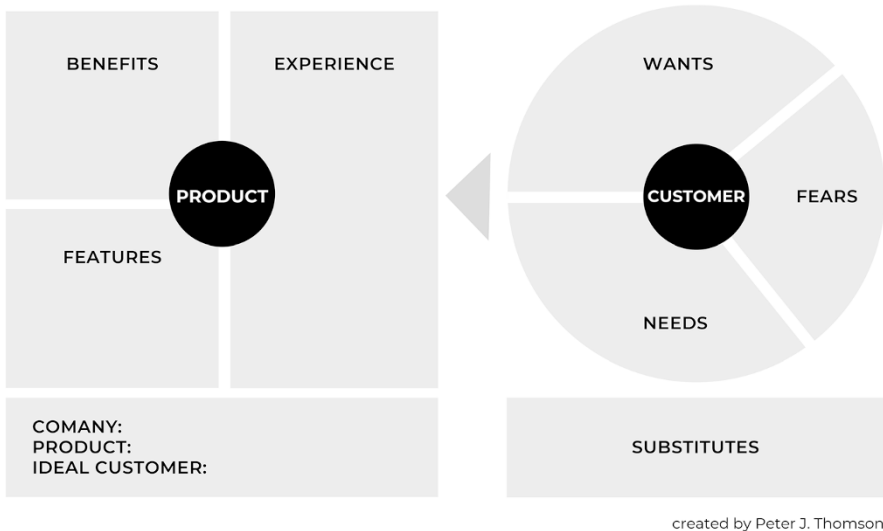 BENEFITS
EXPERIENCE
PRODUCT
FEATURES
WANTS
CUSTOMER
FEARS
NEEDS
COMANY:
PRODUCT:
IDEAL CUSTOMER:
SUBSTITUTES
created by Peter J. Thomson